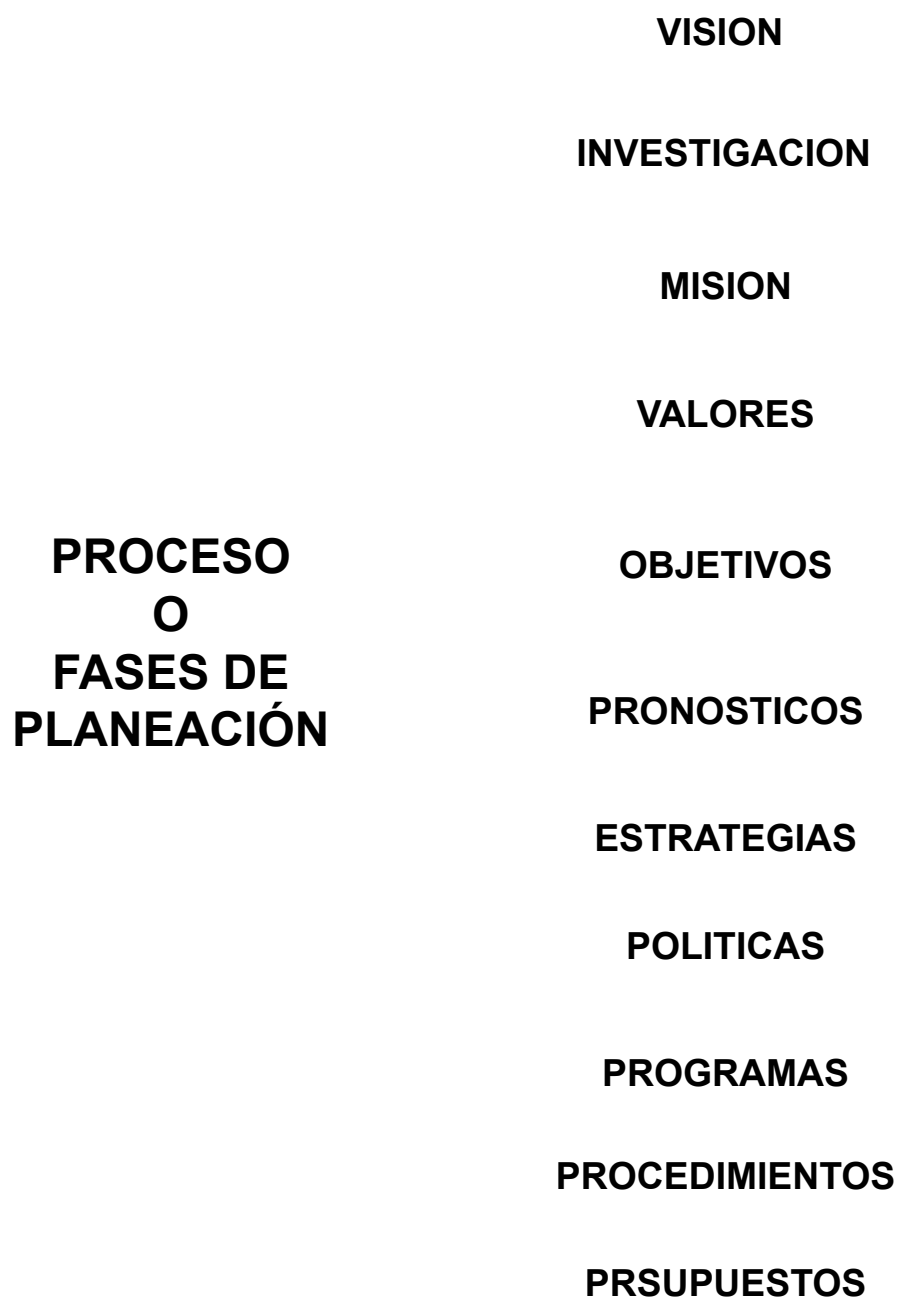 VISION
INVESTIGACION
MISION
VALORES
PROCESO
O
FASES DE
PLANEACIÓN
OBJETIVOS
PRONOSTICOS
ESTRATEGIAS
POLITICAS
PROGRAMAS
PROCEDIMIENTOS
PRSUPUESTOS